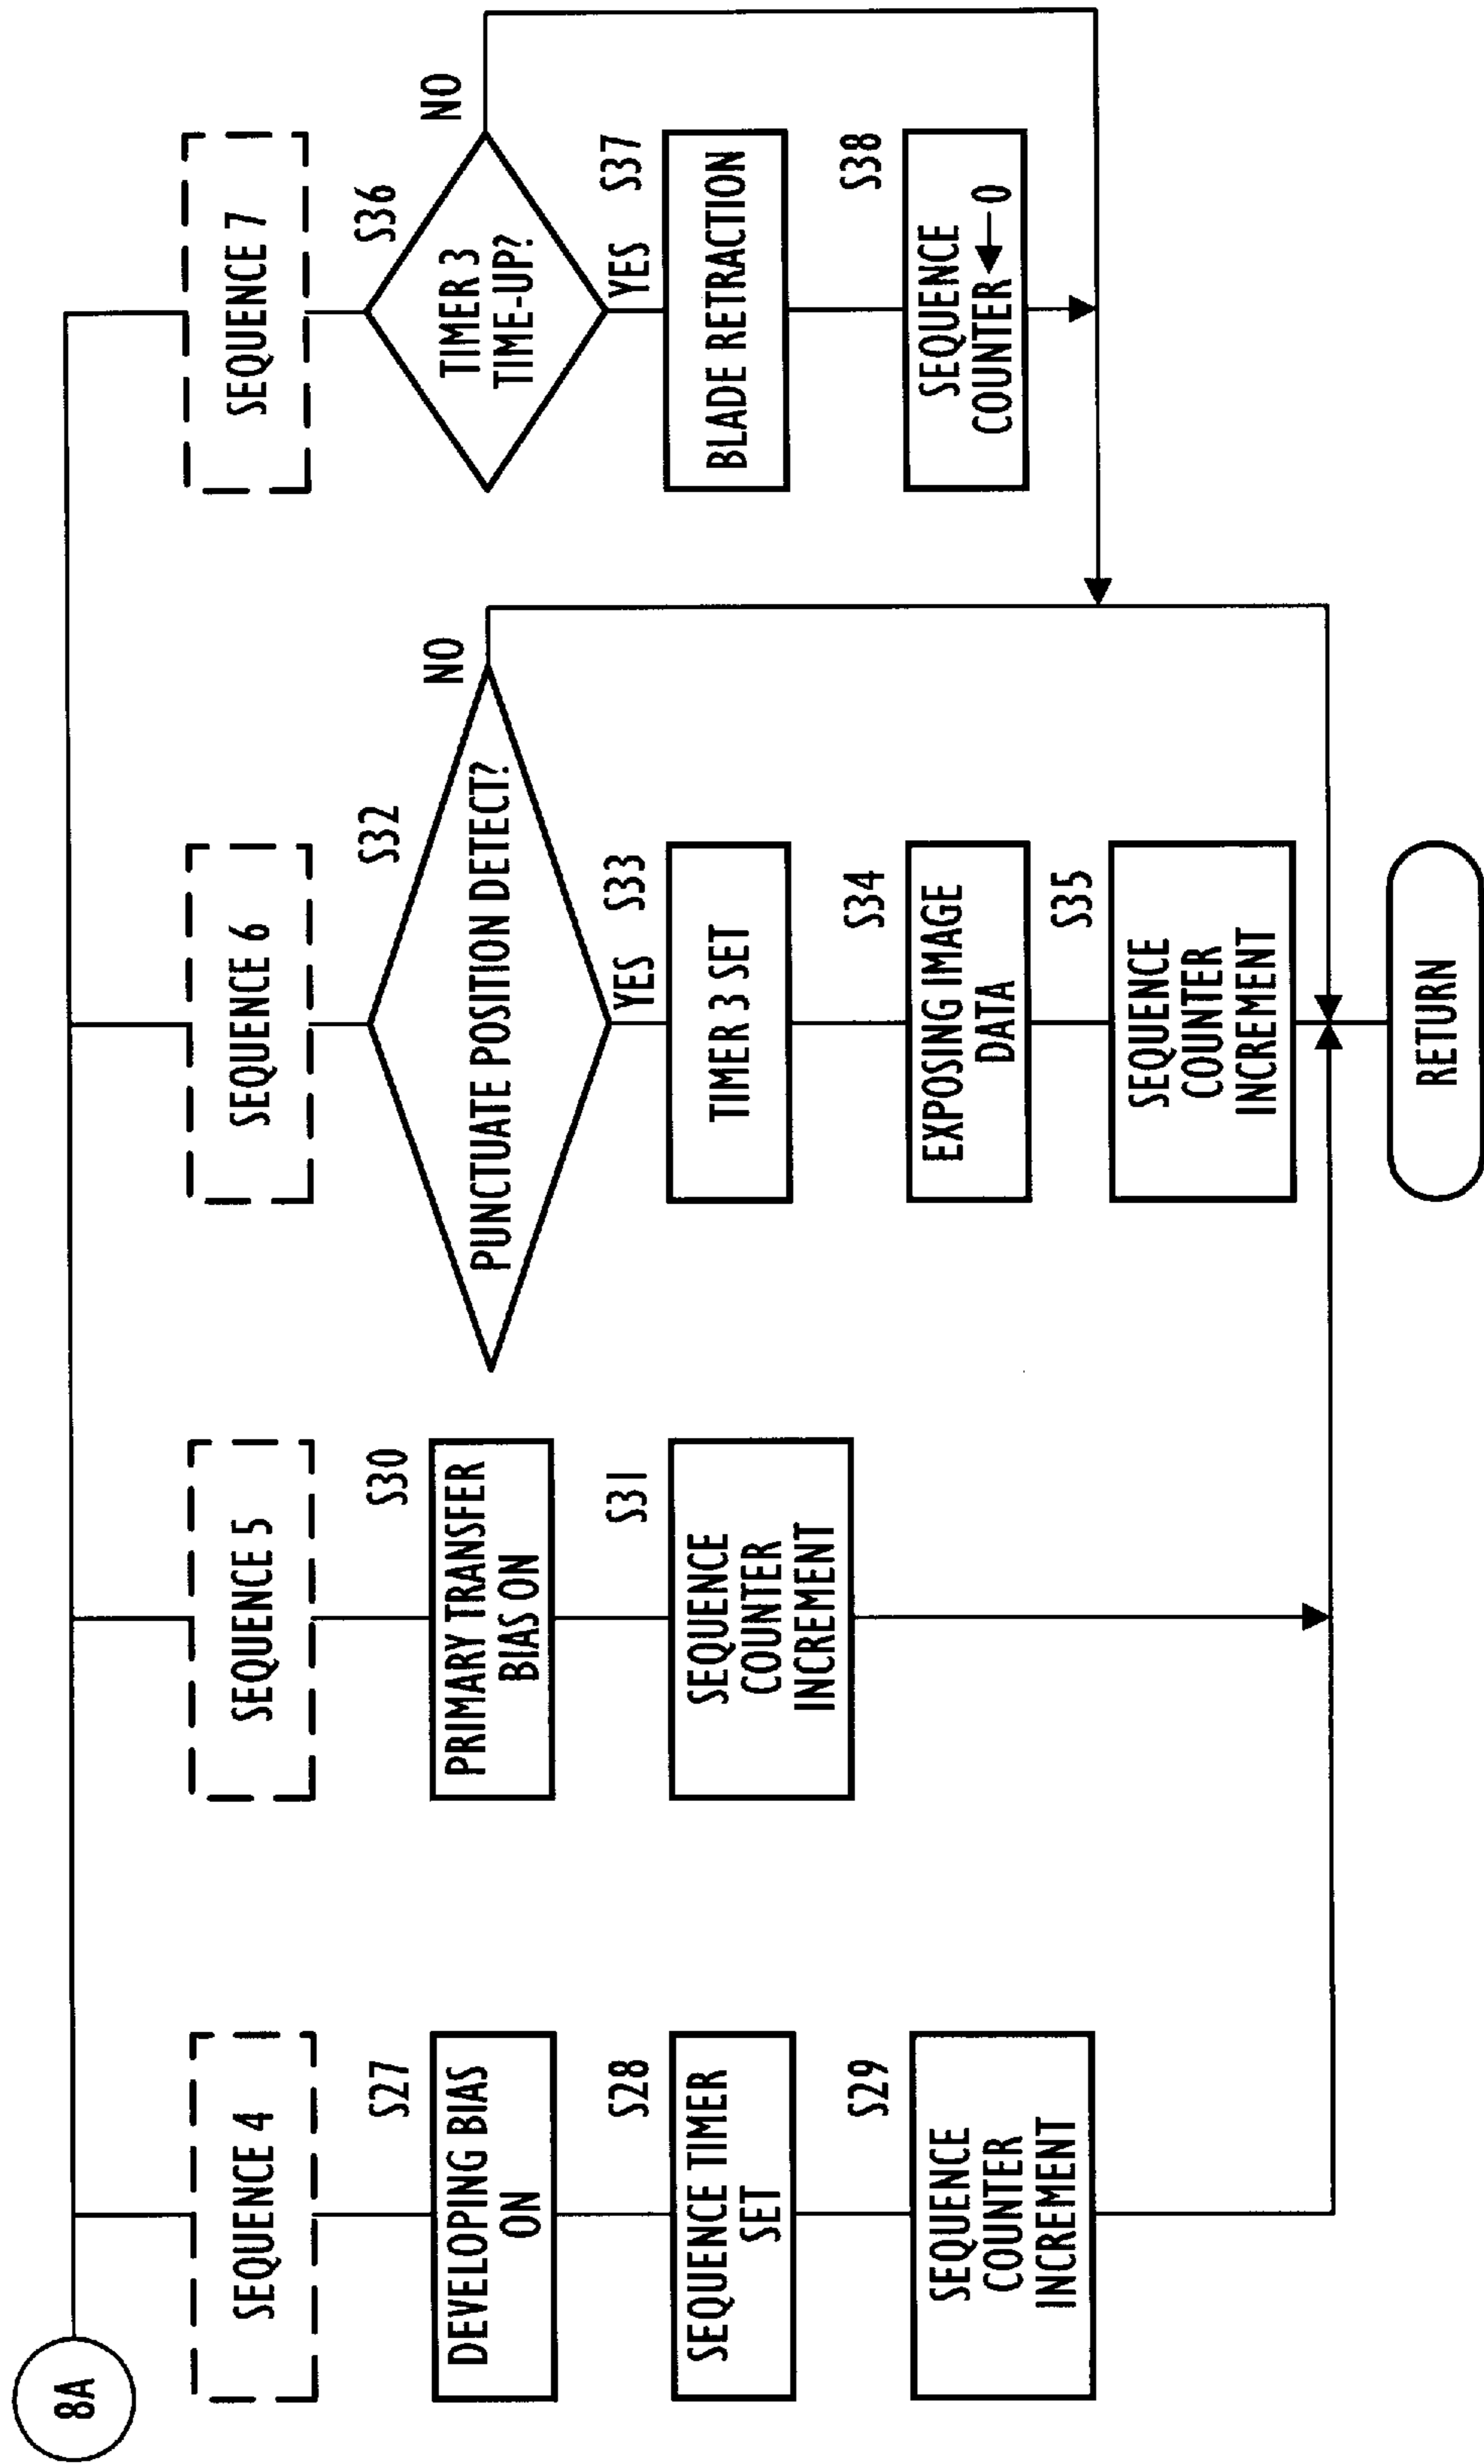 8A
SEQUENCE 4
S27
DEVELOPING BIAS
ON
S28
SEQUENCE TIMER
SET
S29
SEQUENCE
COUNTER
INCREMENT
SEQUENCE 5
S30
PRIMARY TRANSFER
BIAS ON
S31
SEQUENCE
COUNTER
INCREMENT
SEQUENCE 6
S32
PUNCTUATE POSITION DETECT?
NO
YES
S33
TIMER 3 SET
S34
EXPOSING IMAGE
DATA
S35
SEQUENCE
COUNTER
INCREMENT
RETURN
SEQUENCE 7
S36
TIMER 3
TIME-UP?
NO
YES
S37
BLADE RETRACTION
S38
SEQUENCE
COUNTER ← 0